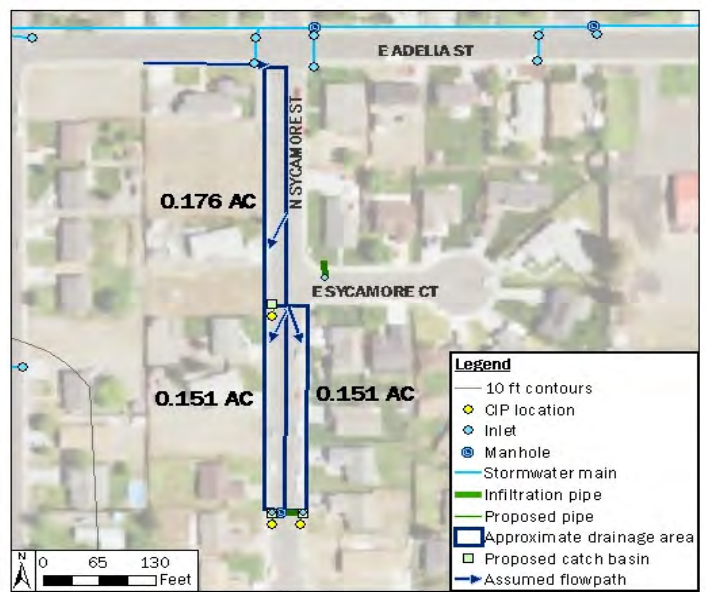 E ADELIA ST
N SYCAMORE ST
0.176 AC
E SYCAMORE CT
0.151 AC
0.151 AC
Legend
10 ft contours
CIP location
Inlet
Manhole
Stormwater main
Infiltration pipe
Proposed pipe
Approximate drainage area
Proposed catch basin
Assumed flowpath
N
0 65 130
Feet